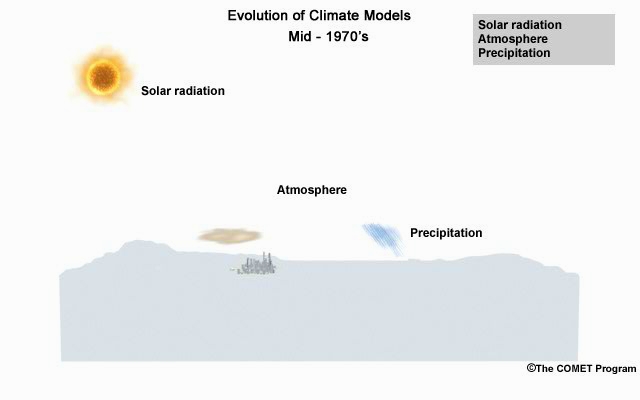 Evolution of Climate Models
Mid - 1970's
Solar radiation
Atmosphere
Precipitation
Solar radiation
Atmosphere
Precipitation
©The COMET Program